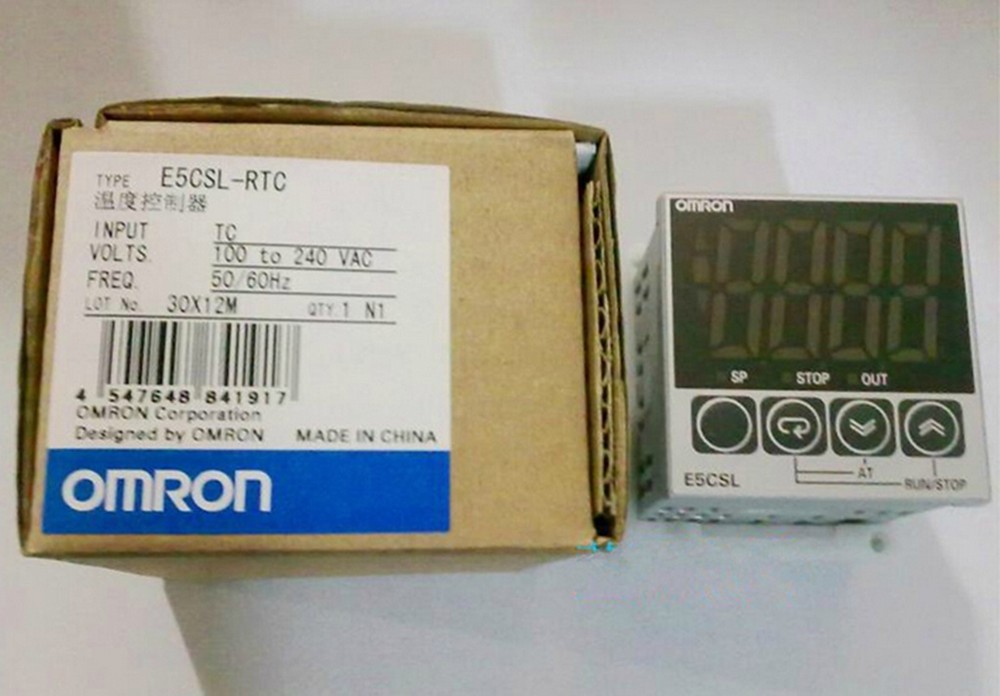 TYPE E5CSL-RTC
温度控制器
INPUT TC
VOLTS 100 to 240 VAC
FREQ. 50/60Hz
LOT No. 30X12M QTY.1 N1
4 547648 841917
OMRON Corporation
Designed by OMRON MADE IN CHINA
OMRON
OMRON
SP STOP OUT
AT
E5CSL RUN/STOP